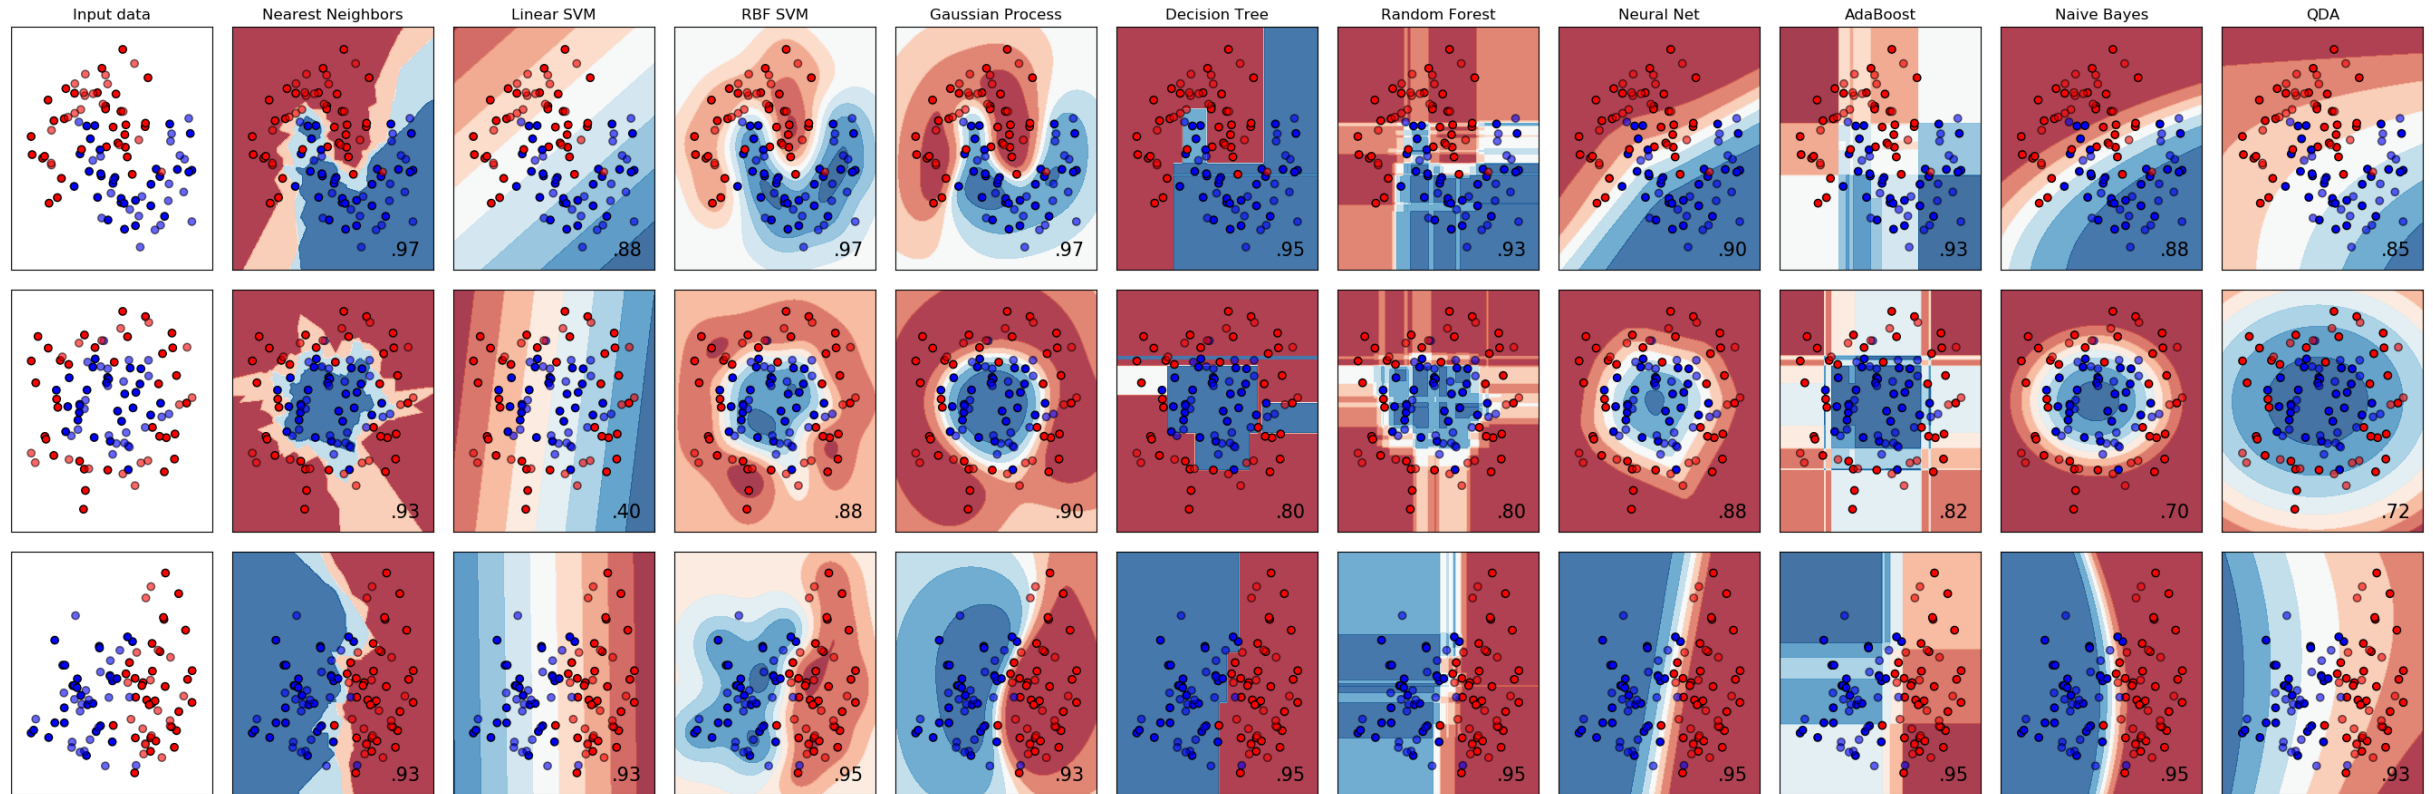 Input data Nearest Neighbors Linear SVM RBF SVM Gaussian Process Decision Tree Random Forest Neural Net AdaBoost Naive Bayes QDA
.97 .88 .97 .97 .95 .93 .90 .93 .88 .85
.93 .40 .88 .90 .80 .80 .88 .82 .70 .72
.93 .93 .95 .93 .95 .95 .95 .95 .95 .93